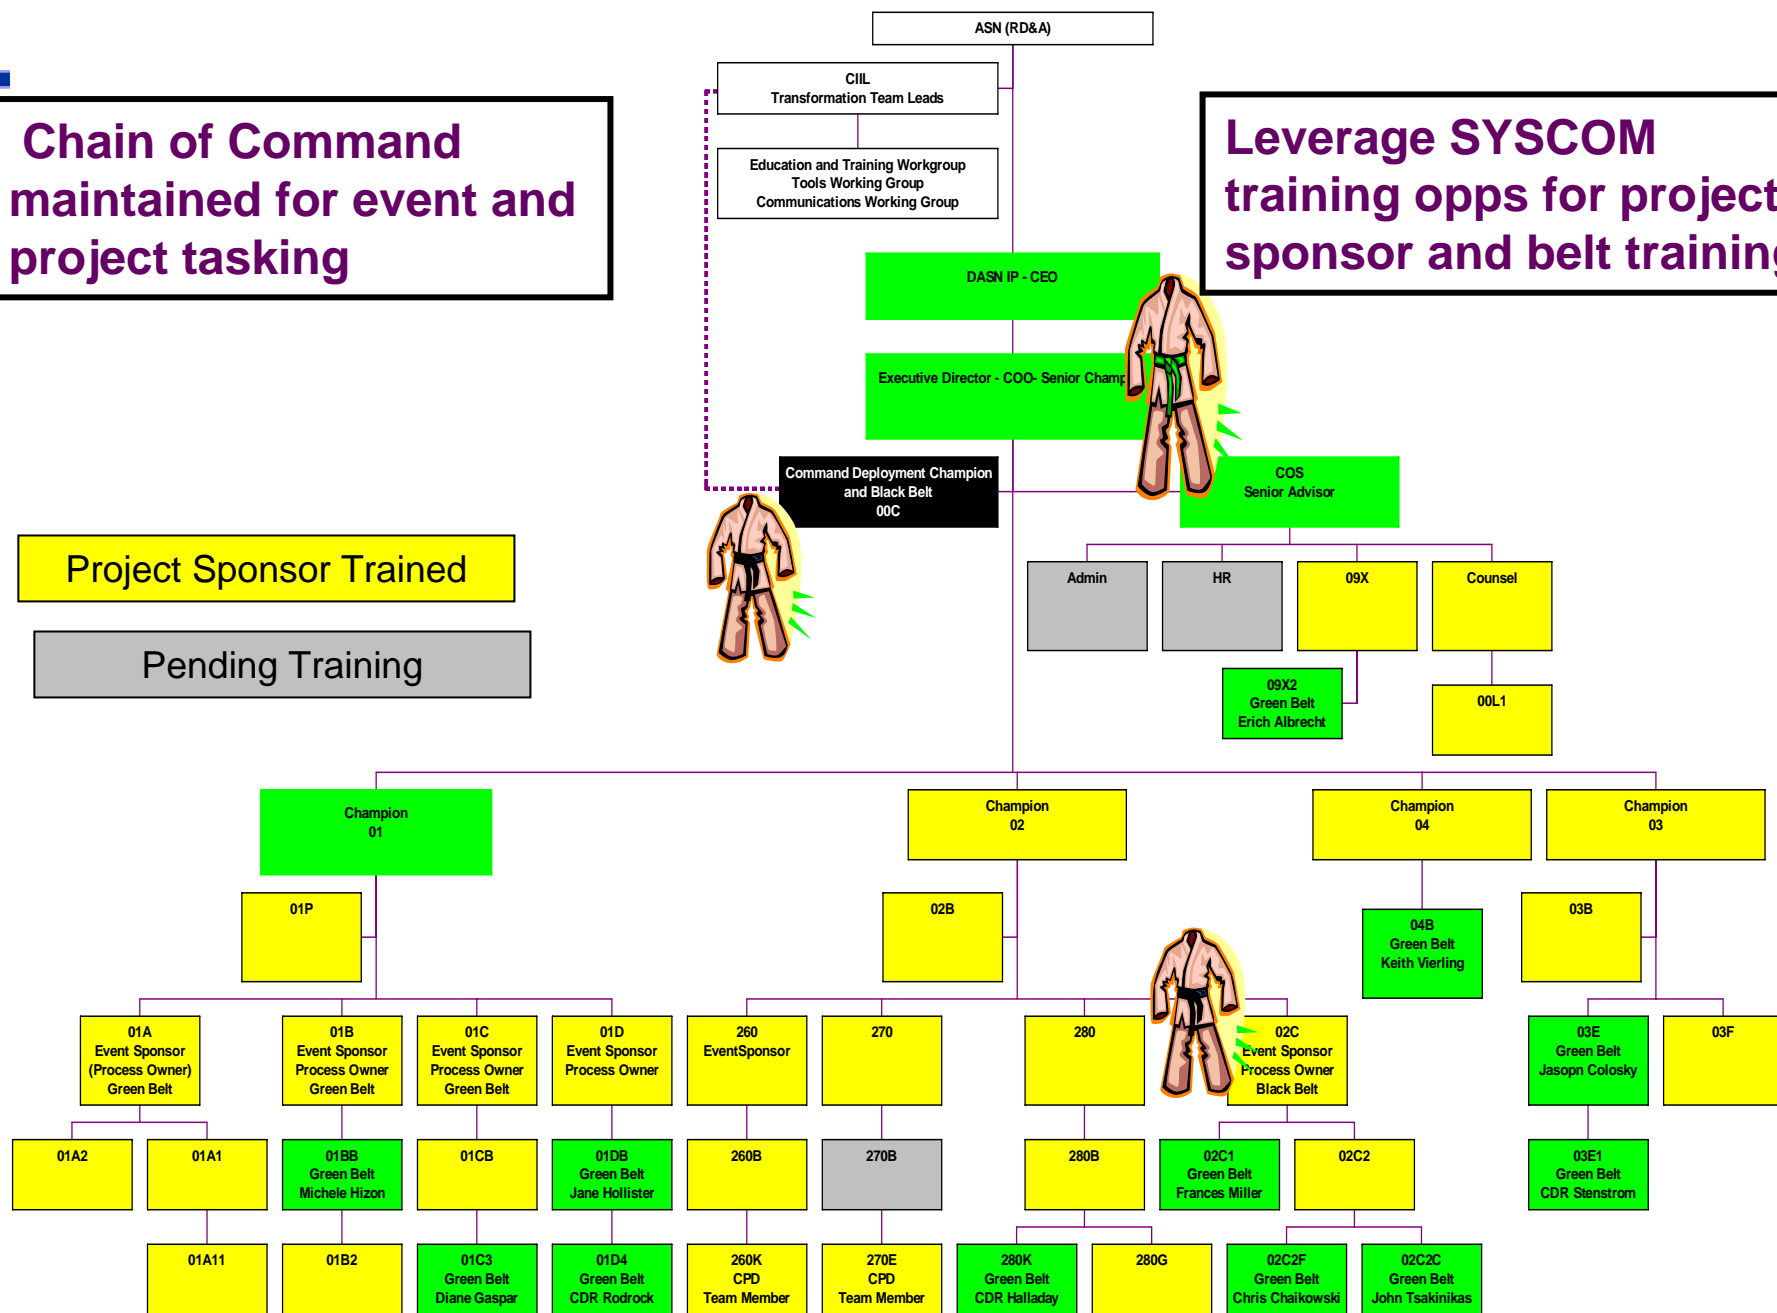 ASN (RD&A)
CIIL
Transformation Team Leads
Chain of Command
maintained for event and
project tasking
Leverage SYSCOM
training opps for project
sponsor and belt training
Education and Training Workgroup
Tools Working Group
Communications Working Group
DASN IP - CEO
Executive Director - COO- Senior Champ
Command Deployment Champion
and Black Belt
00C
COS
Senior Advisor
Project Sponsor Trained
Pending Training
Admin
HR
09X
Counsel
09X2
Green Belt
Erich Albrecht
00L1
Champion
01
Champion
02
Champion
04
Champion
03
01P
02B
04B
Green Belt
Keith Vierling
03B
01A
Event Sponsor
(Process Owner)
Green Belt
01B
Event Sponsor
Process Owner
Green Belt
01C
Event Sponsor
Process Owner
Green Belt
01D
Event Sponsor
Process Owner
260
EventSponsor
270
280
02C
Event Sponsor
Process Owner
Black Belt
03E
Green Belt
Jasopn Colosky
03F
01A2
01A1
01BB
Green Belt
Michele Hizon
01CB
01DB
Green Belt
Jane Hollister
260B
270B
280B
02C1
Green Belt
Frances Miller
02C2
03E1
Green Belt
CDR Stenstrom
01A11
01B2
01C3
Green Belt
Diane Gaspar
01D4
Green Belt
CDR Rodrock
260K
CPD
Team Member
270E
CPD
Team Member
280K
Green Belt
CDR Halladay
280G
02C2F
Green Belt
Chris Chaikowski
02C2C
Green Belt
John Tsakinikas